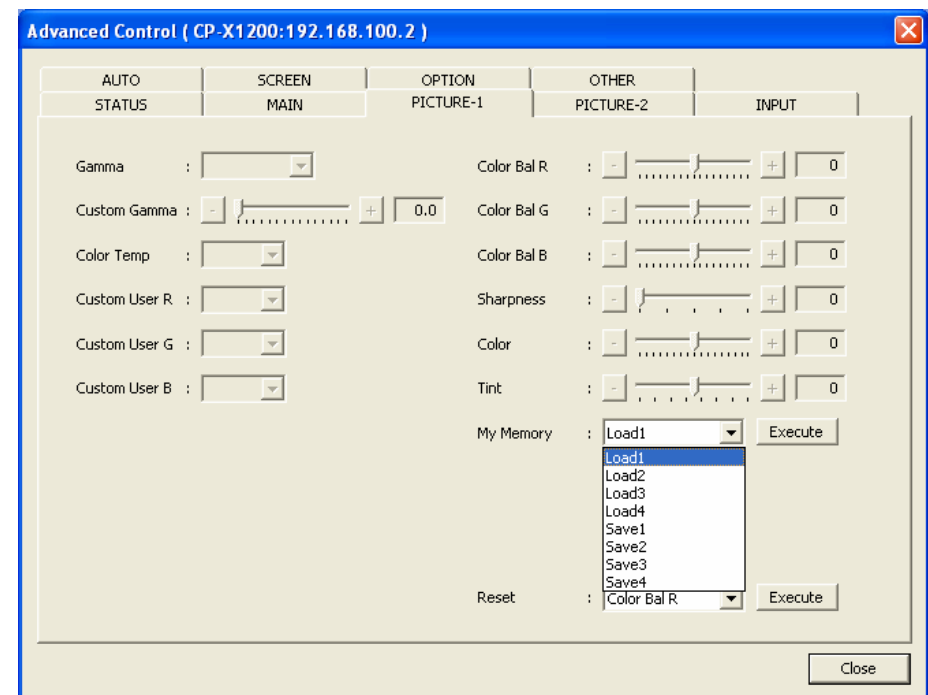 Advanced Control ( CP-X1200:192.168.100.2 )
AUTO SCREEN OPTION OTHER
STATUS MAIN PICTURE-1 PICTURE-2 INPUT
Gamma :
Custom Gamma : - + 0.0
Color Temp :
Custom User R :
Custom User G :
Custom User B :
Color Bal R : - + 0
Color Bal G : - + 0
Color Bal B : - + 0
Sharpness : - + 0
Color : - + 0
Tint : - + 0
My Memory : Load1 Execute
Load1
Load2
Load3
Load4
Save1
Save2
Save3
Save4
Reset : Color Bal R Execute
Close